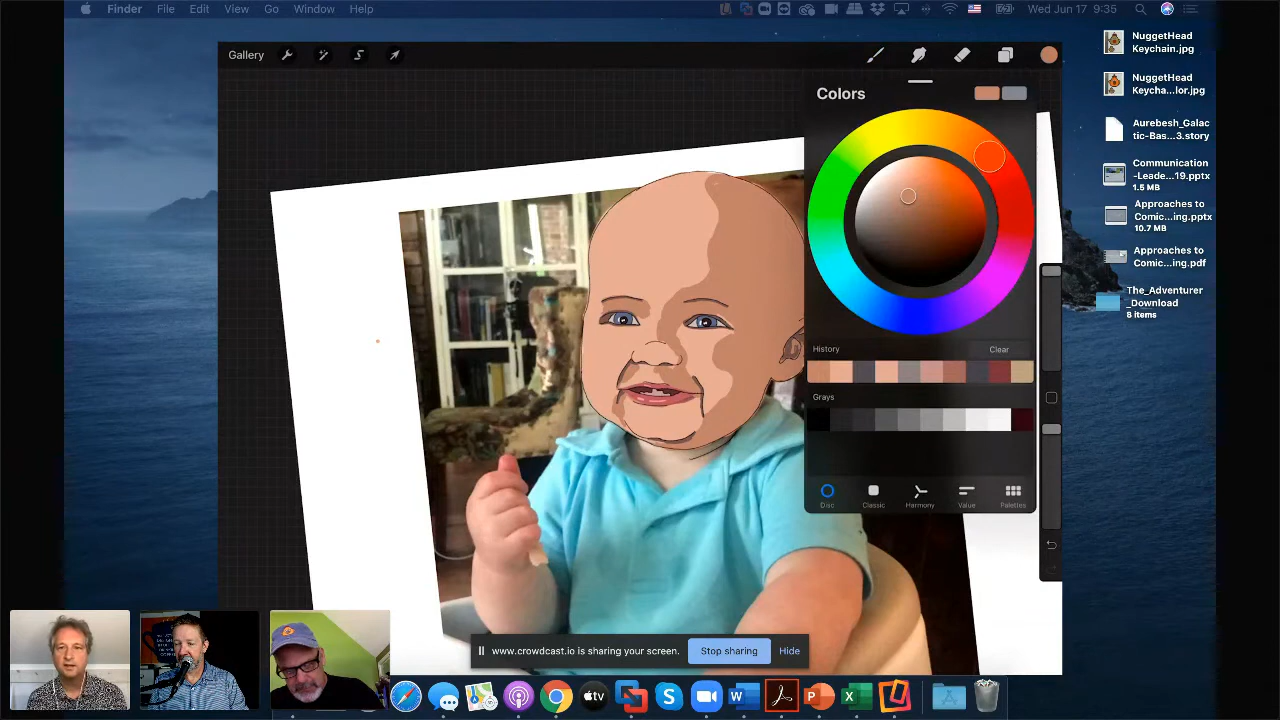 Finder File Edit View Go Window Help
Wed Jun 17 9:35
Gallery
Colors
History
Clear
Grays
Disc
Classic
Harmony
Value
Palettes
NuggetHead
Keychain.jpg
NuggetHead
Keycha...lor.jpg
Aurebesh_Galac
tic-Bas...3.story
Communication
-Leade...19.pptx
1.5 MB
Approaches to
Comic...ing.pptx
10.7 MB
Approaches to
Comic...ing.pdf
The_Adventurer
_Download
8 items
www.crowdcast.io is sharing your screen.
Stop sharing
Hide
tv
S
W
P
X